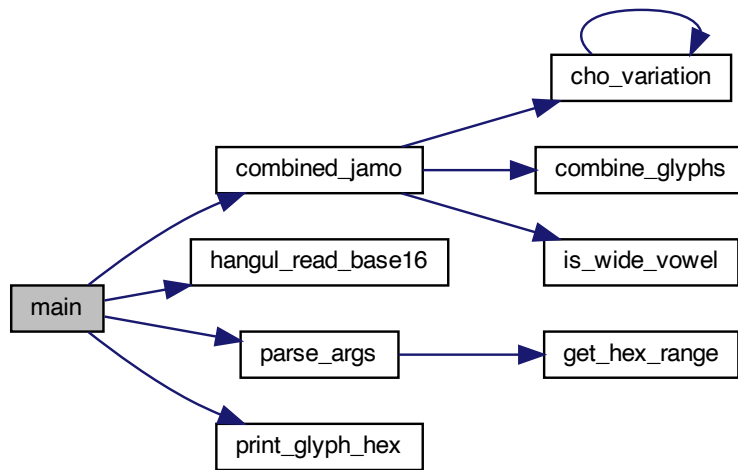 cho_variation
combined_jamo
combine_glyphs
hangul_read_base16
is_wide_vowel
main
parse_args
get_hex_range
print_glyph_hex